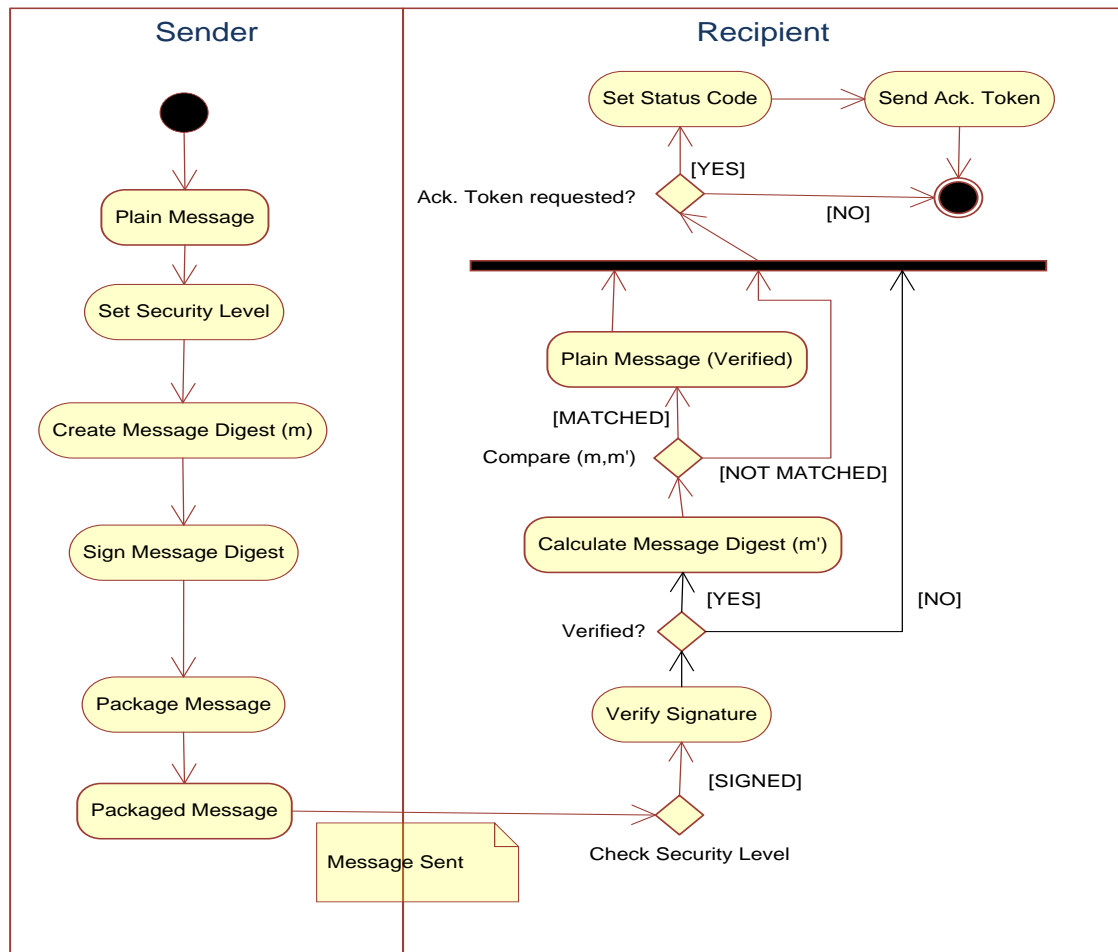 Sender
Plain Message
Set Security Level
Create Message Digest (m)
Sign Message Digest
Package Message
Packaged Message
Message Sent
Recipient
Set Status Code
Send Ack. Token
[YES]
Ack. Token requested?
[NO]
Plain Message (Verified)
[MATCHED]
Compare (m,m')
[NOT MATCHED]
Calculate Message Digest (m')
[YES]
[NO]
Verified?
Verify Signature
[SIGNED]
Check Security Level